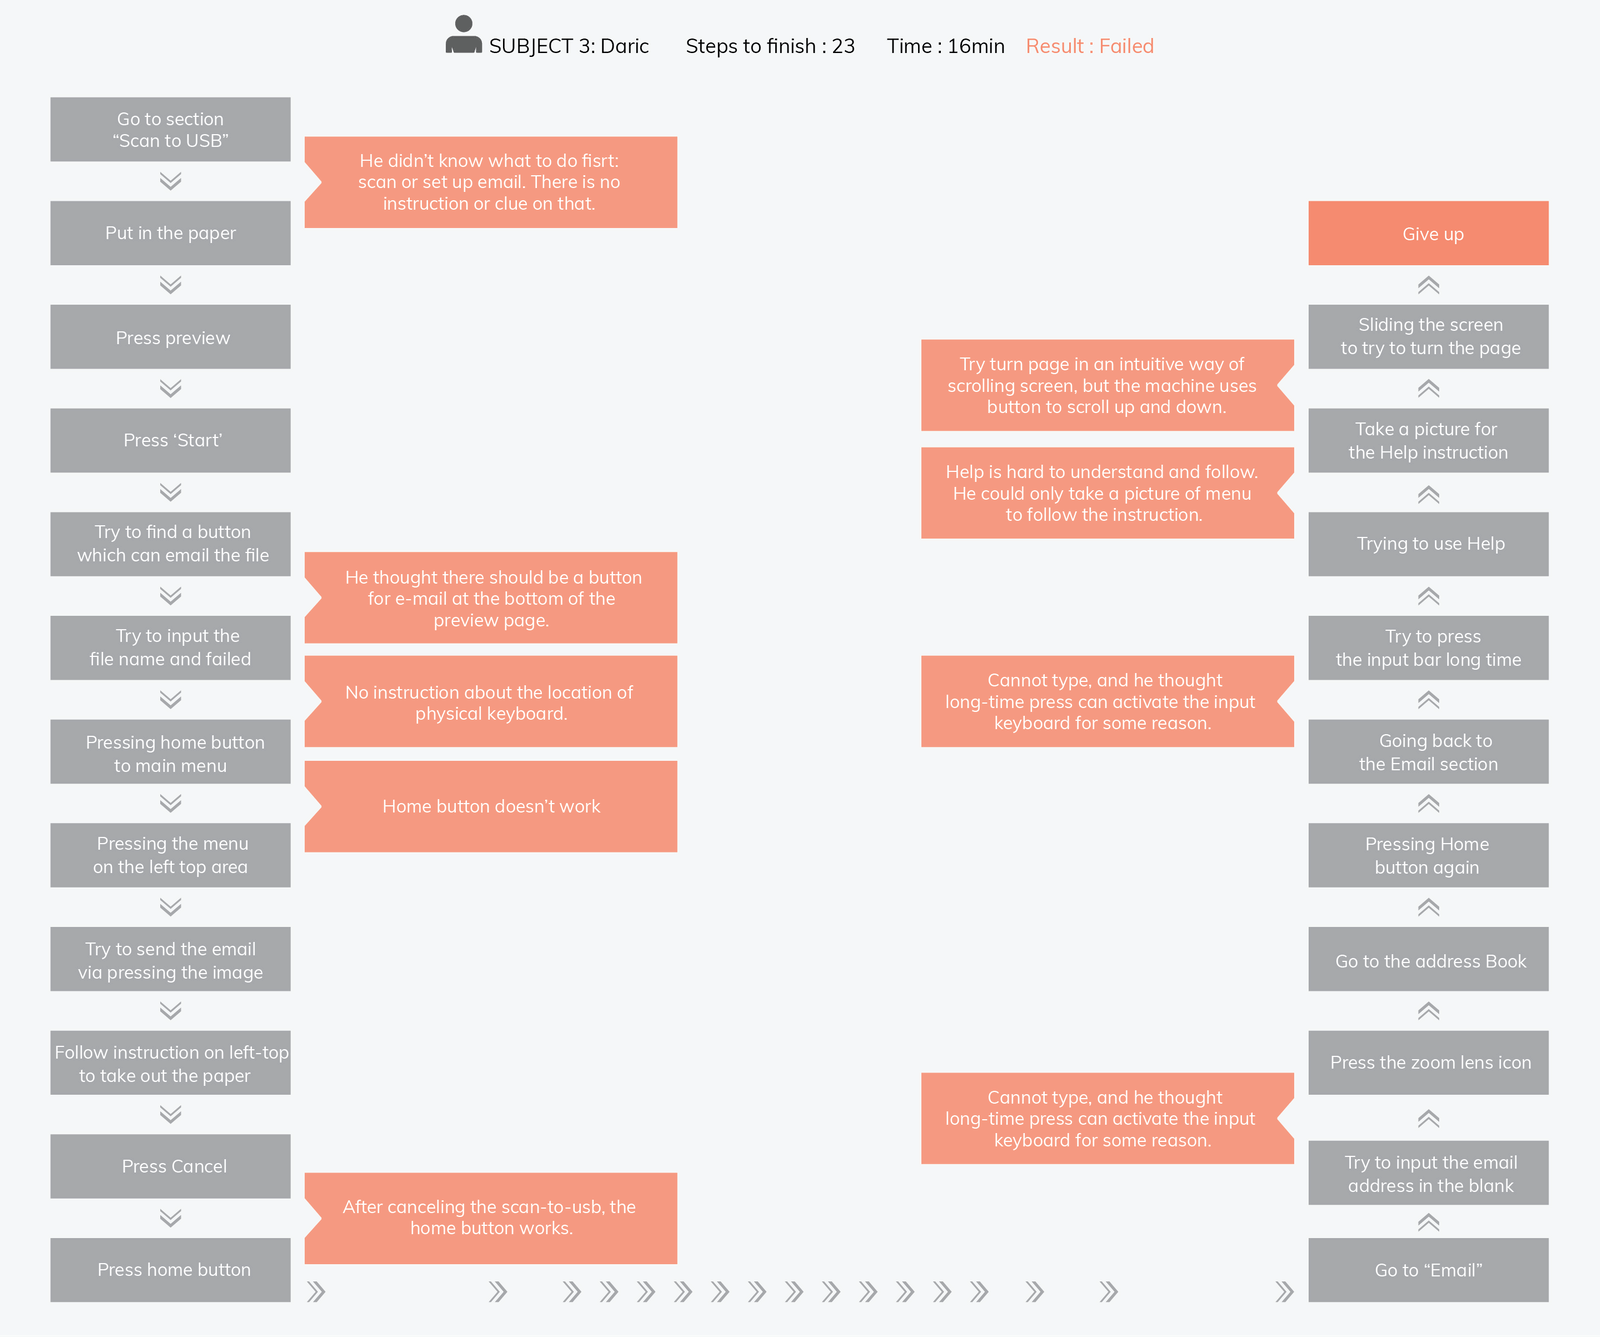 SUBJECT 3: Daric
Steps to finish : 23
Time : 16min
Result : Failed
Go to section
“Scan to USB”
He didn’t know what to do fisrt:
scan or set up email. There is no
instruction or clue on that.
Put in the paper
Press preview
Press ‘Start’
Try to find a button
which can email the file
He thought there should be a button
for e-mail at the bottom of the
preview page.
Try to input the
file name and failed
No instruction about the location of
physical keyboard.
Pressing home button
to main menu
Home button doesn’t work
Pressing the menu
on the left top area
Try to send the email
via pressing the image
Follow instruction on left-top
to take out the paper
Press Cancel
After canceling the scan-to-usb, the
home button works.
Press home button
Go to “Email”
Try to input the email
address in the blank
Cannot type, and he thought
long-time press can activate the input
keyboard for some reason.
Press the zoom lens icon
Go to the address Book
Pressing Home
button again
Going back to
the Email section
Cannot type, and he thought
long-time press can activate the input
keyboard for some reason.
Try to press
the input bar long time
Trying to use Help
Help is hard to understand and follow.
He could only take a picture of menu
to follow the instruction.
Take a picture for
the Help instruction
Try turn page in an intuitive way of
scrolling screen, but the machine uses
button to scroll up and down.
Sliding the screen
to try to turn the page
Give up